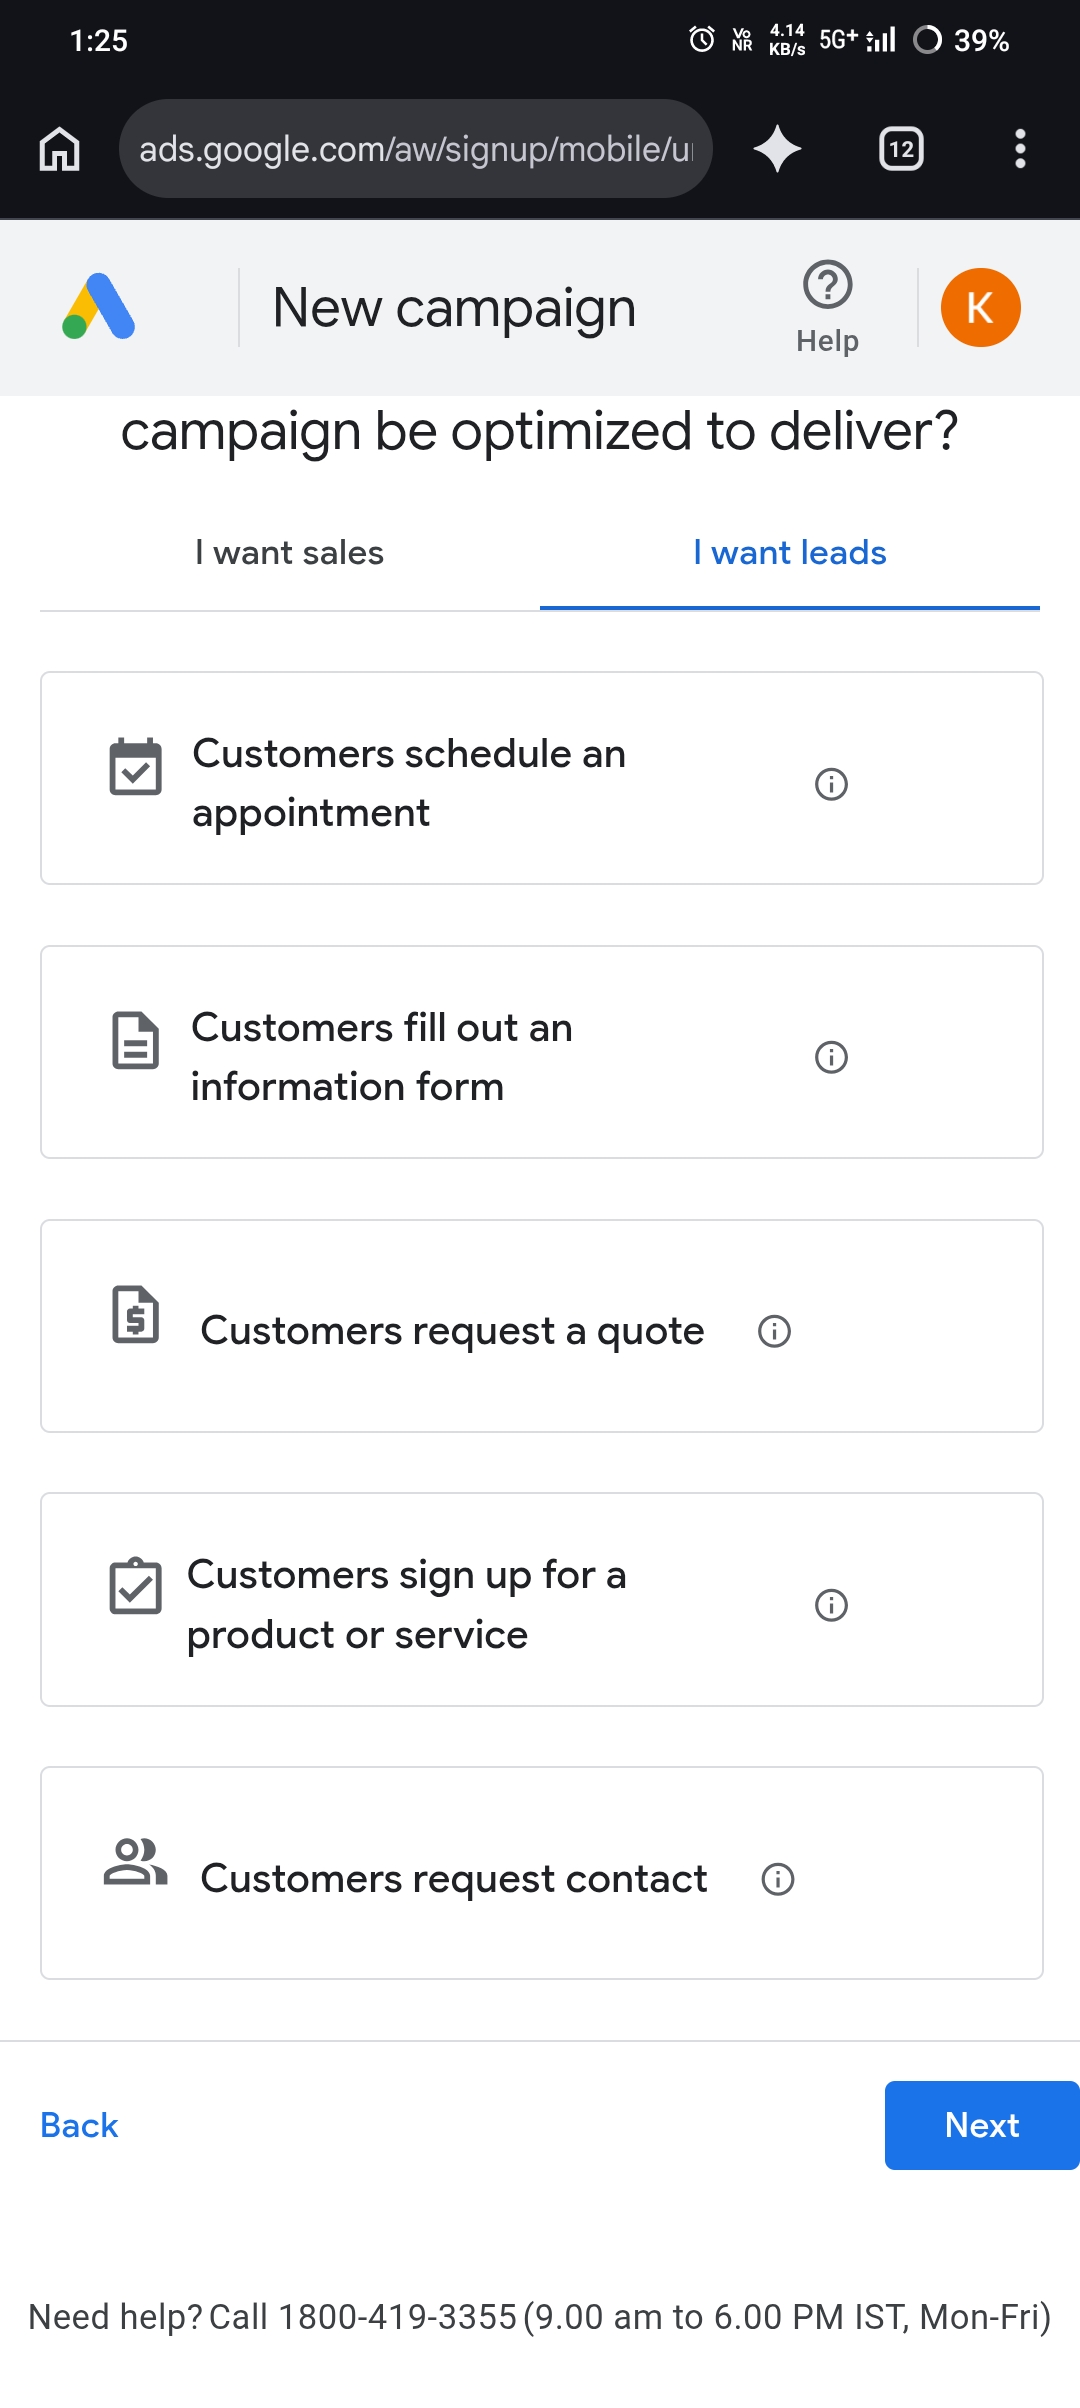 1:25
Vo NR
4.14 KB/s
5G+
39%
ads.google.com/aw/signup/mobile/
12
New campaign
Help
K
campaign be optimized to deliver?
I want sales
I want leads
Customers schedule an
appointment
Customers fill out an
information form
Customers request a quote
Customers sign up for a
product or service
Customers request contact
Back
Next
Need help? Call 1800-419-3355 (9.00 am to 6.00 PM IST, Mon-Fri)